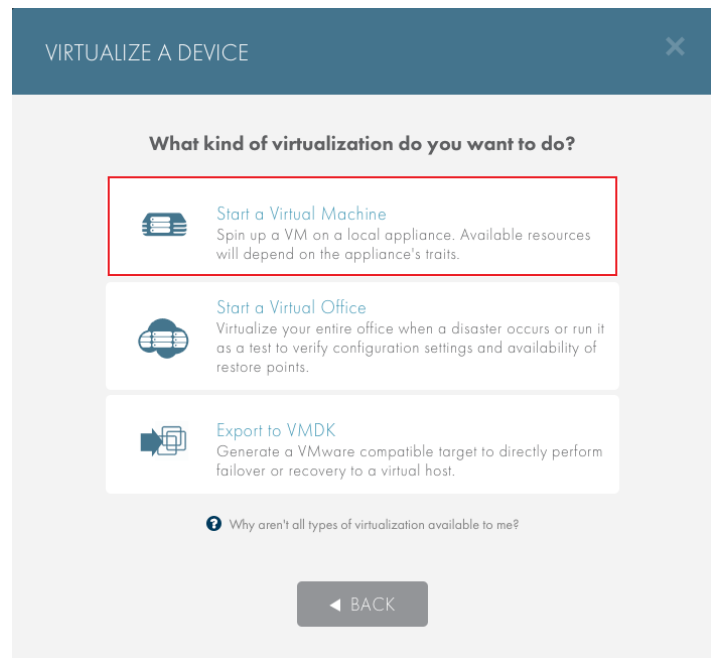 VIRTUALIZE A DEVICE
What kind of virtualization do you want to do?
Start a Virtual Machine
Spin up a VM on a local appliance. Available resources
will depend on the appliance's traits.
Start a Virtual Office
Virtualize your entire office when a disaster occurs or run it
as a test to verify configuration settings and availability of
restore points.
Export to VMDK
Generate a VMware compatible target to directly perform
failover or recovery to a virtual host.
Why aren't all types of virtualization available to me?
BACK